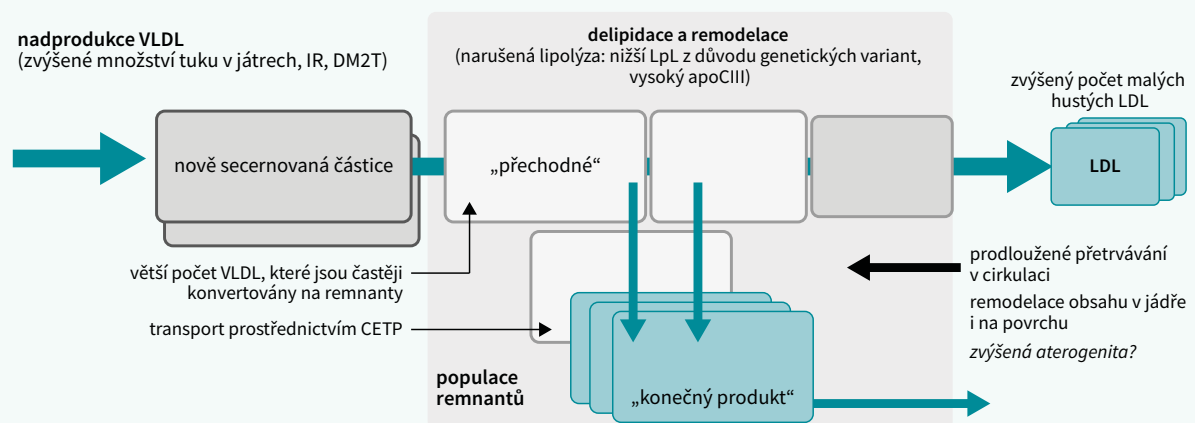 nadprodukce VLDL
(zvýšené množství tuku v játrech, IR, DM2T)
delipidace a remodelace
(narušená lipolýza: nižší LpL z důvodu genetických variant,
vysoký apoCIII)
zvýšený počet malých
hustých LDL
nově secernovaná částice
„přechodné“
LDL
větší počet VLDL, které jsou častěji
konvertovány na remnanty
transport prostřednictvím CETP
prodloužené přetrvávání
v cirkulaci
remodelace obsahu v jádře
i na povrchu
zvýšená aterogenita?
populace
remnantů
„konečný produkt“